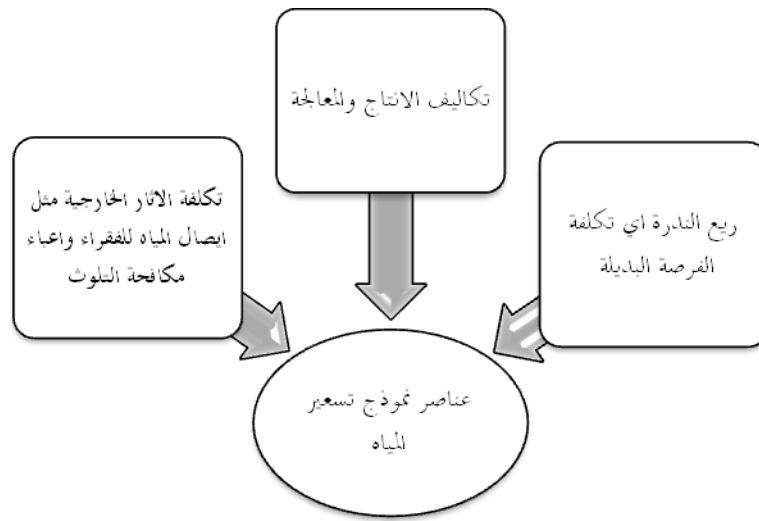 تكاليف الانتاج والمعالجة
ريع الندرة اي تكلفة
الفرصة البديلة
تكلفة الاثار الخارجية مثل
ايصال المياه للفقراء واعباء
مكافحة التلوث
عناصر نموذج تسعير
المياه